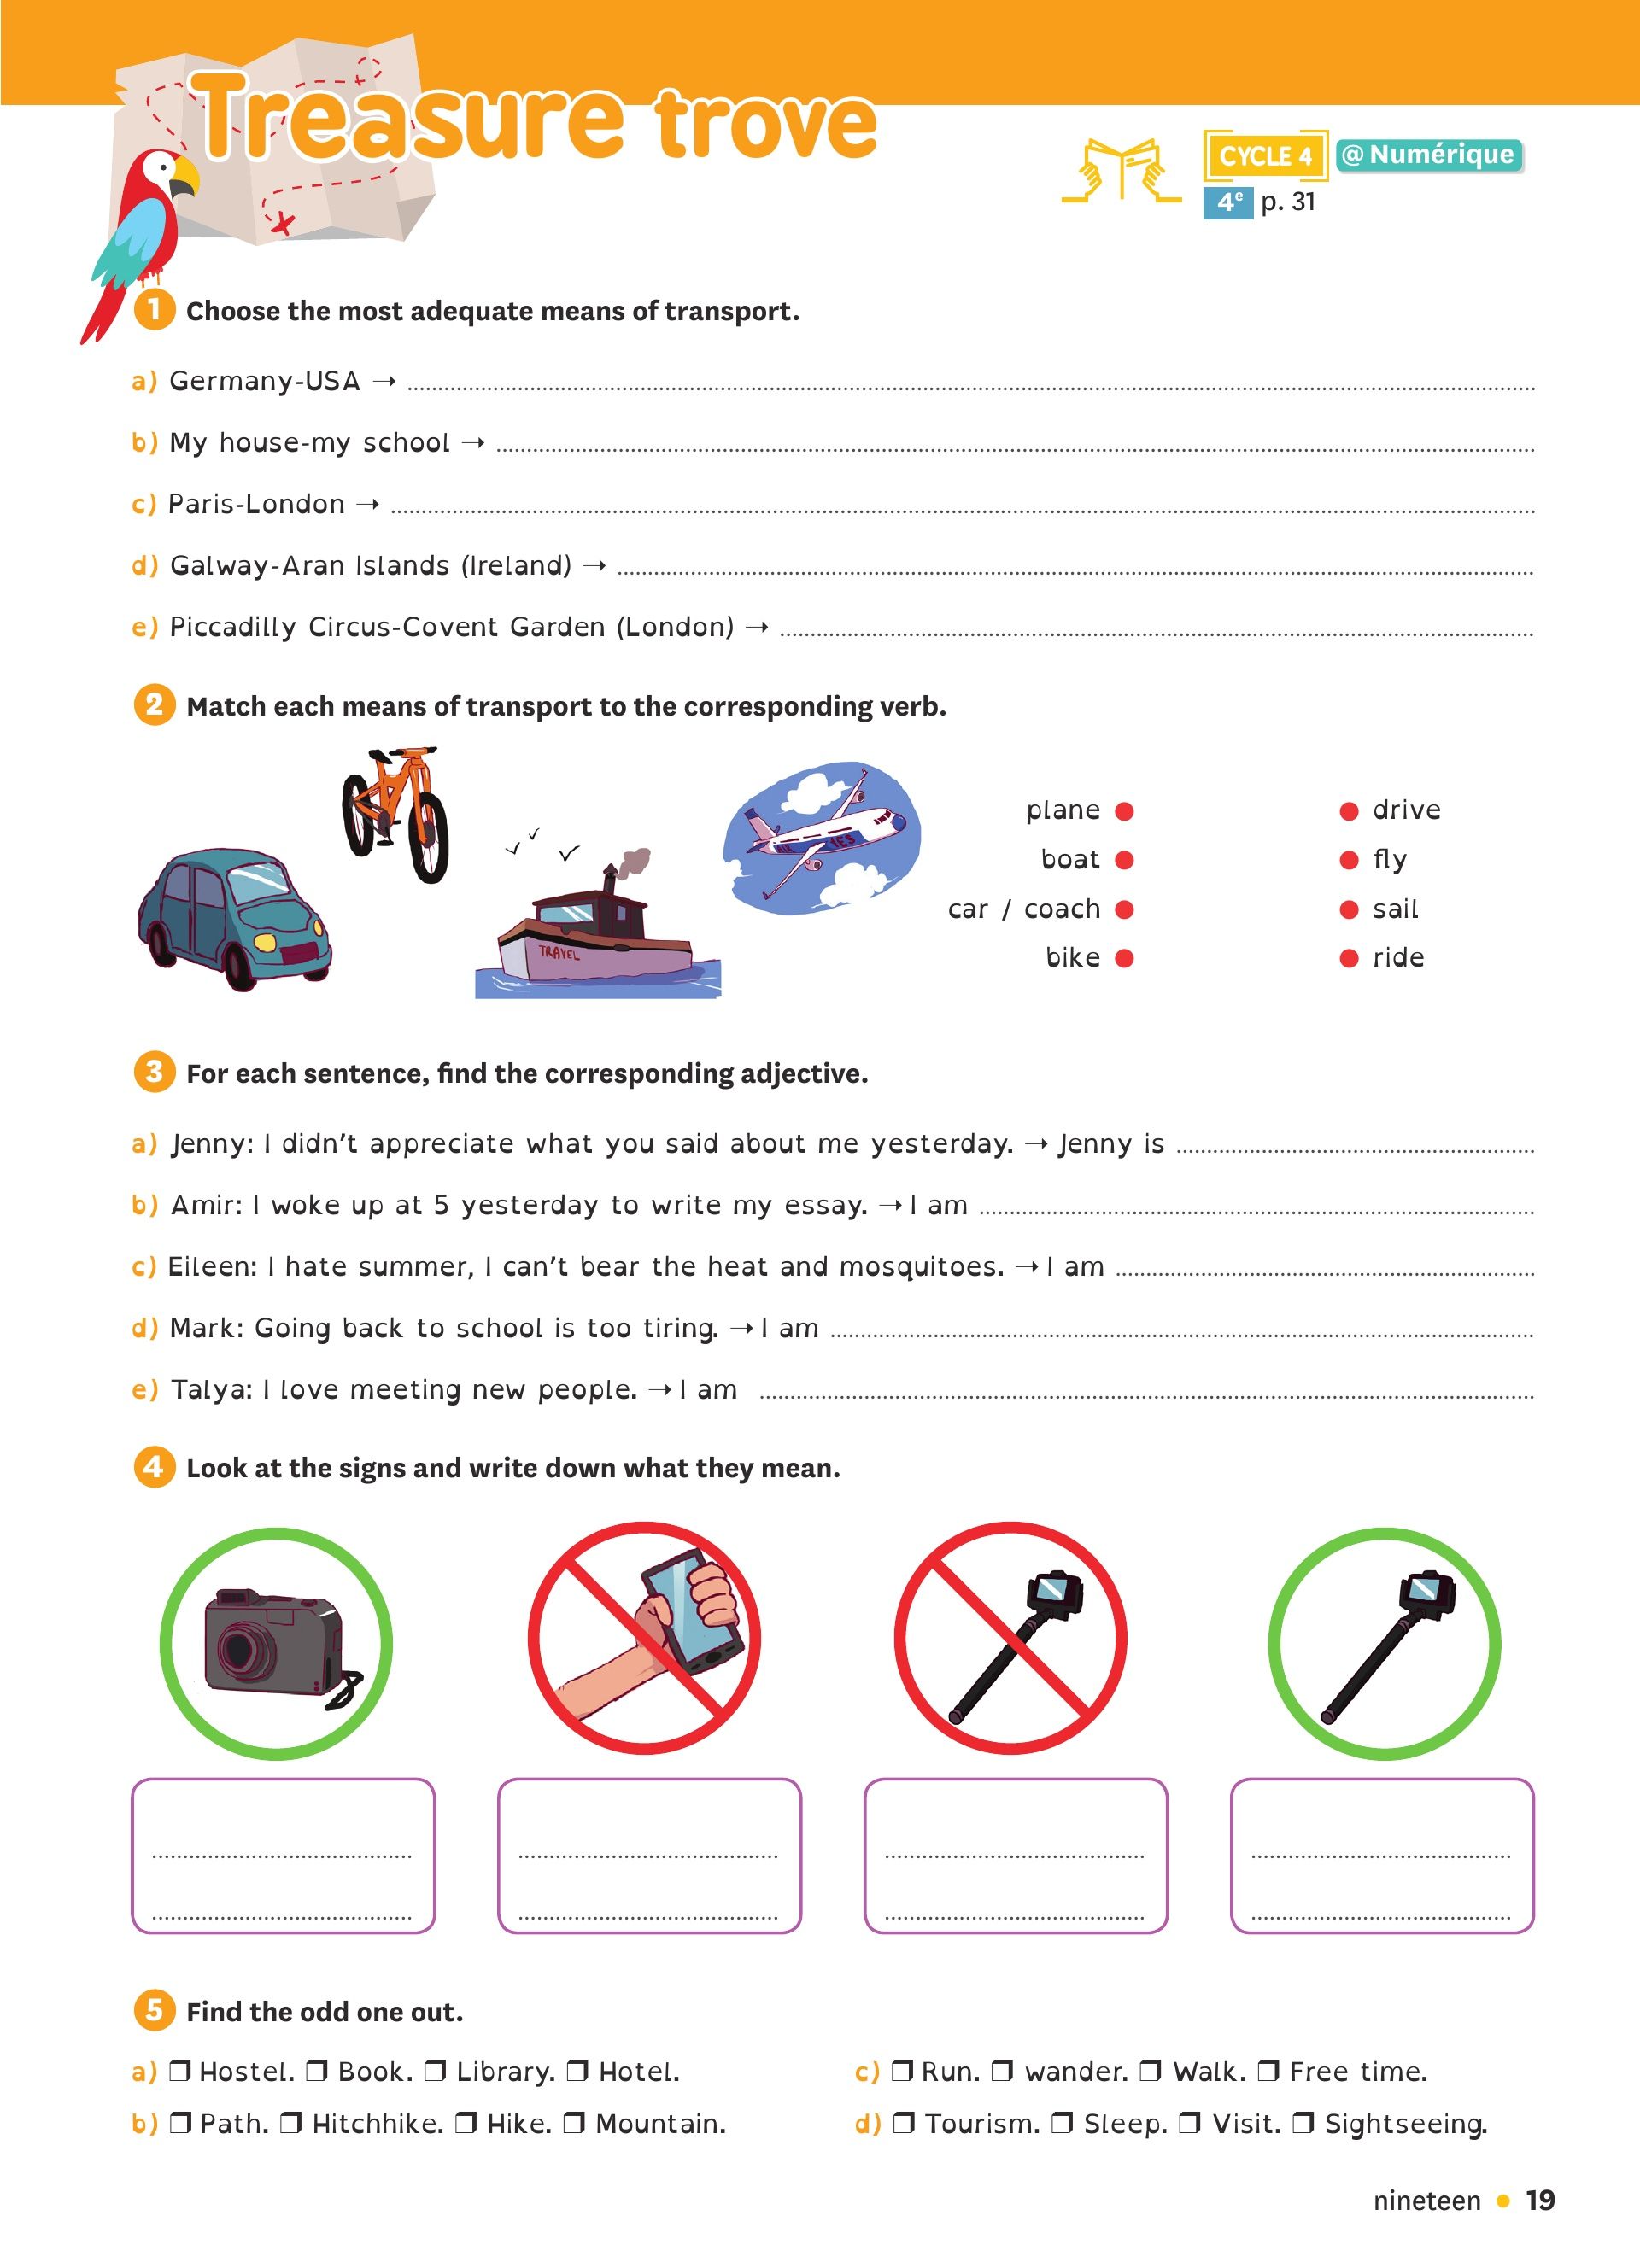 Treasure trove
CYCLE 4 @ Numérique
4e p. 31
1 Choose the most adequate means of transport.
a) Germany-USA →
b) My house-my school →
c) Paris-London →
d) Galway-Aran Islands (Ireland) →
e) Piccadilly Circus-Covent Garden (London) →
2 Match each means of transport to the corresponding verb.
TRAVEL
plane ● ● drive
boat ● ● fly
car / coach ● ● sail
bike ● ● ride
3 For each sentence, find the corresponding adjective.
a) Jenny: I didn't appreciate what you said about me yesterday. → Jenny is
b) Amir: I woke up at 5 yesterday to write my essay. → I am
c) Eileen: I hate summer, I can't bear the heat and mosquitoes. → I am
d) Mark: Going back to school is too tiring. → I am
e) Talya: I love meeting new people. → I am
4 Look at the signs and write down what they mean.
5 Find the odd one out.
a) ❒ Hostel. ❒ Book. ❒ Library. ❒ Hotel.
b) ❒ Path. ❒ Hitchhike. ❒ Hike. ❒ Mountain.
c) ❒ Run. ❒ wander. ❒ Walk. ❒ Free time.
d) ❒ Tourism. ❒ Sleep. ❒ Visit. ❒ Sightseeing.
nineteen • 19